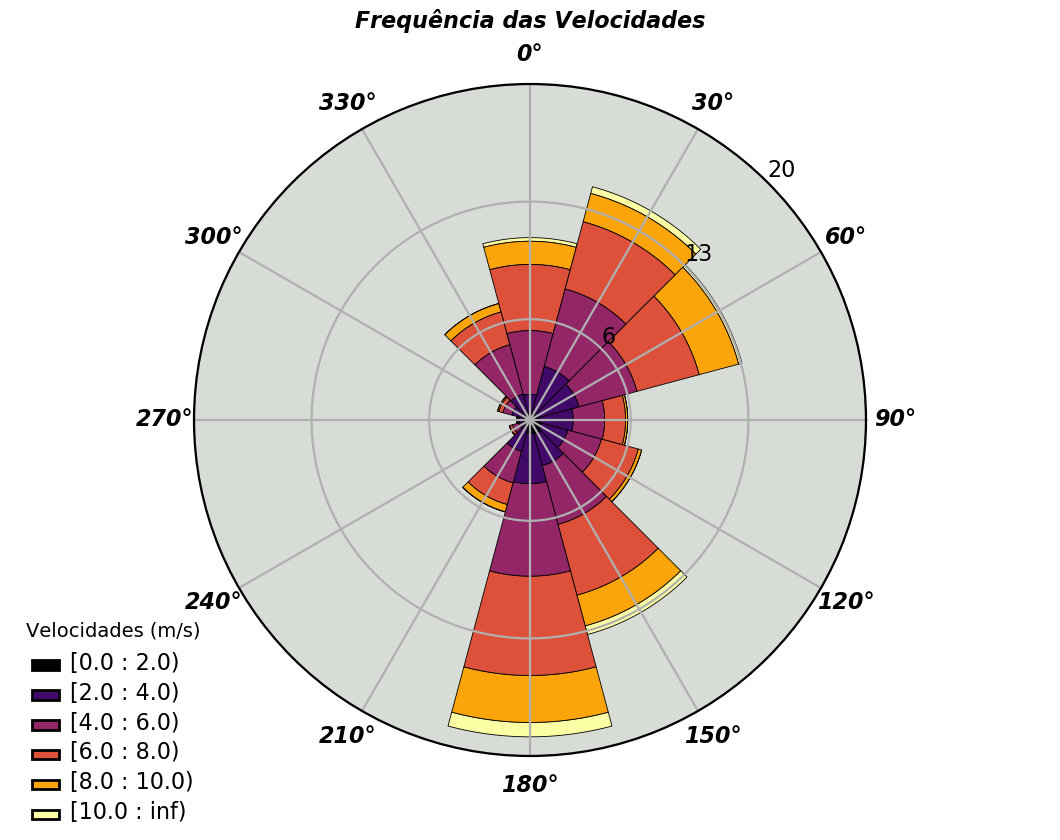 Frequência das Velocidades
0°
330°
30°
20
300°
60°
13
6
270°
90°
240°
120°
Velocidades (m/s)
[0.0 : 2.0)
[2.0 : 4.0)
[4.0 : 6.0)
210°
150°
[6.0 : 8.0)
180°
[8.0 : 10.0)
[10.0 : inf)